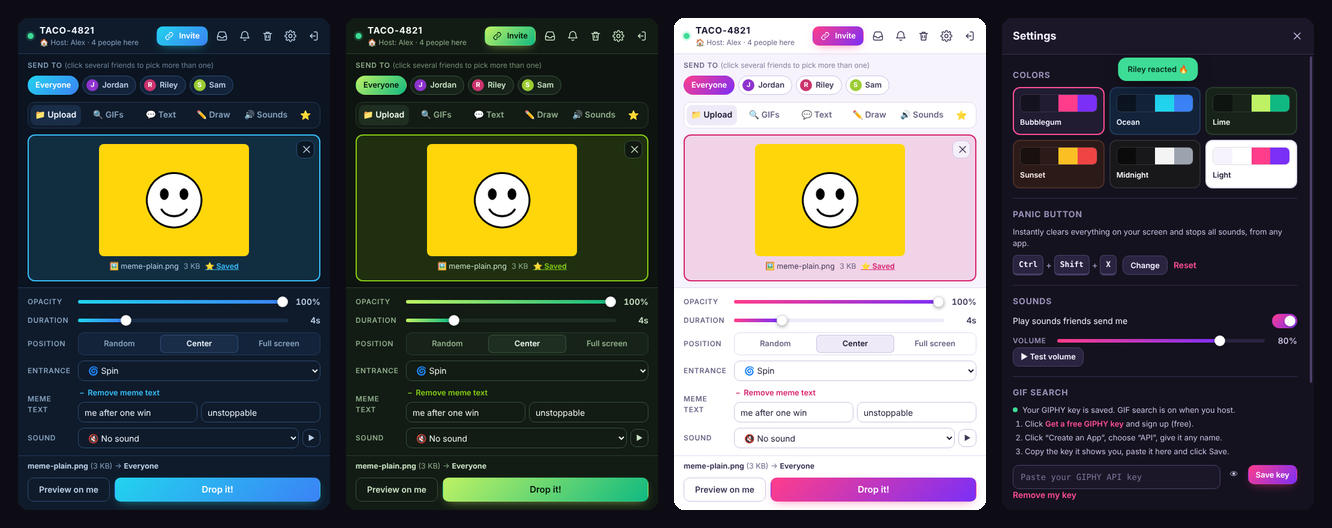 TACO-4821
🏠 Host: Alex · 4 people here
Invite
SEND TO (click several friends to pick more than one)
Everyone J Jordan R Riley S Sam
📁 Upload 🔍 GIFs 💬 Text ✏️ Draw 🔊 Sounds ⭐
🖼️ meme-plain.png 3 KB ⭐ Saved
OPACITY 100%
DURATION 4s
POSITION Random Center Full screen
ENTRANCE 🌀 Spin
MEME TEXT
− Remove meme text
me after one win unstoppable
SOUND 🔇 No sound
meme-plain.png (3 KB) → Everyone
Preview on me Drop it!
TACO-4821
🏠 Host: Alex · 4 people here
Invite
SEND TO (click several friends to pick more than one)
Everyone J Jordan R Riley S Sam
📁 Upload 🔍 GIFs 💬 Text ✏️ Draw 🔊 Sounds ⭐
🖼️ meme-plain.png 3 KB ⭐ Saved
OPACITY 100%
DURATION 4s
POSITION Random Center Full screen
ENTRANCE 🌀 Spin
MEME TEXT
− Remove meme text
me after one win unstoppable
SOUND 🔇 No sound
meme-plain.png (3 KB) → Everyone
Preview on me Drop it!
TACO-4821
🏠 Host: Alex · 4 people here
Invite
SEND TO (click several friends to pick more than one)
Everyone J Jordan R Riley S Sam
📁 Upload 🔍 GIFs 💬 Text ✏️ Draw 🔊 Sounds ⭐
🖼️ meme-plain.png 3 KB ⭐ Saved
OPACITY 100%
DURATION 4s
POSITION Random Center Full screen
ENTRANCE 🌀 Spin
MEME TEXT
− Remove meme text
me after one win unstoppable
SOUND 🔇 No sound
meme-plain.png (3 KB) → Everyone
Preview on me Drop it!
Settings
Riley reacted 🔥
COLORS
Bubblegum Ocean Lime
Sunset Midnight Light
PANIC BUTTON
Instantly clears everything on your screen and stops all sounds, from any
app.
Ctrl + Shift + X Change Reset
SOUNDS
Play sounds friends send me
VOLUME 80%
▶ Test volume
GIF SEARCH
Your GIPHY key is saved. GIF search is on when you host.
1. Click Get a free GIPHY key and sign up (free).
2. Click “Create an App”, choose “API”, give it any name.
3. Copy the key it shows you, paste it here and click Save.
Paste your GIPHY API key Save key
Remove my key